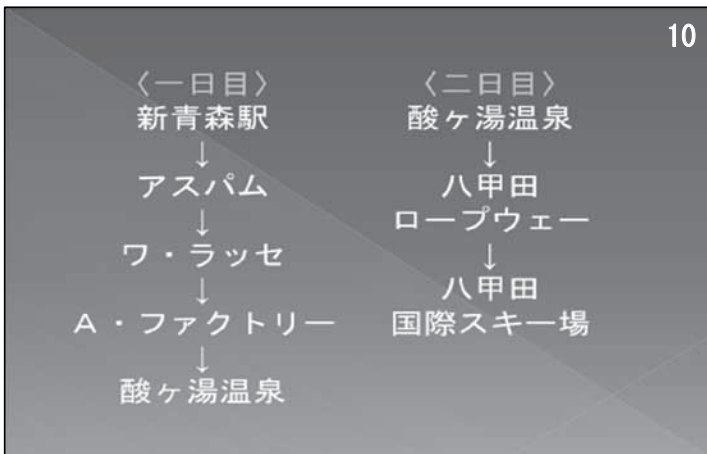 10
〈一日目〉
新青森駅
↓
アスパム
↓
ワ・ラッセ
↓
A・ファクトリー
↓
酸ヶ湯温泉
〈二日目〉
酸ヶ湯温泉
↓
八甲田
ロープウェー
↓
八甲田
国際スキー場